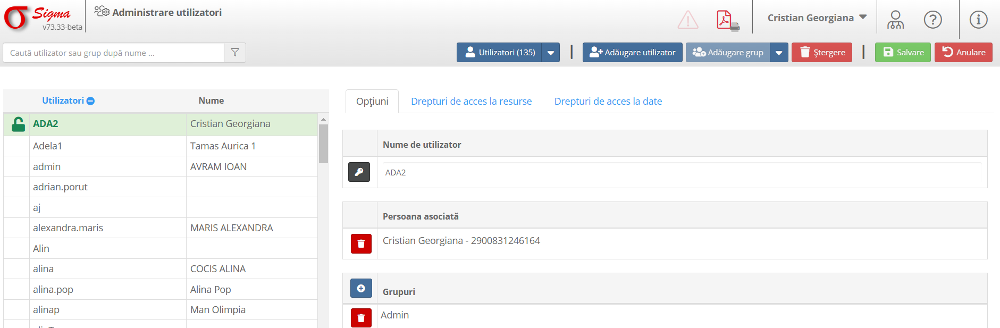 Sigma
v73.33-beta
Administrare utilizatori
Cristian Georgiana
Caută utilizator sau grup după nume ...
Utilizatori (135)
Adăugare utilizator
Adăugare grup
Ștergere
Salvare
Anulare
Utilizatori Nume
ADA2 Cristian Georgiana
Adela1 Tamas Aurica 1
admin AVRAM IOAN
adrian.porut
aj
alexandra.maris MARIS ALEXANDRA
Alin
alina COCIS ALINA
alina.pop Alina Pop
alinap Man Olimpia
Opțiuni Drepturi de acces la resurse Drepturi de acces la date
Nume de utilizator
ADA2
Persoana asociată
Cristian Georgiana - 2900831246164
Grupuri
Admin